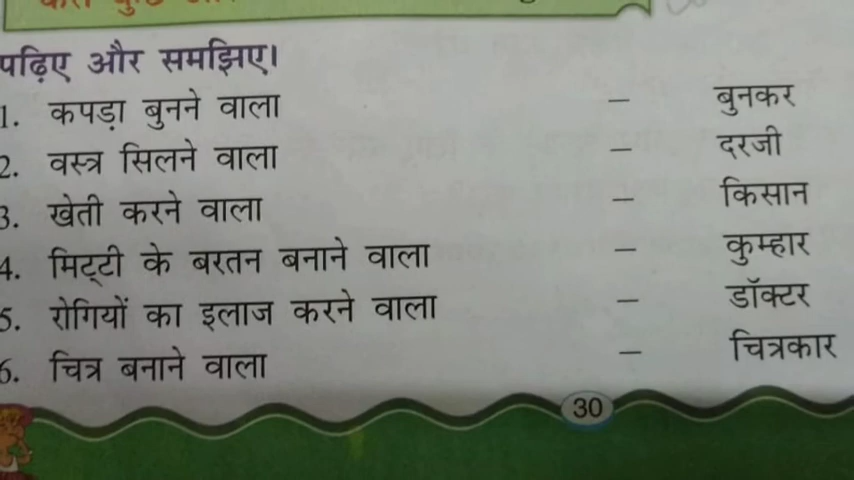 पढ़िए और समझिए।
1. कपड़ा बुनने वाला – बुनकर
2. वस्त्र सिलने वाला – दरजी
3. खेती करने वाला – किसान
4. मिट्टी के बरतन बनाने वाला – कुम्हार
5. रोगियों का इलाज करने वाला – डॉक्टर
6. चित्र बनाने वाला – चित्रकार
30